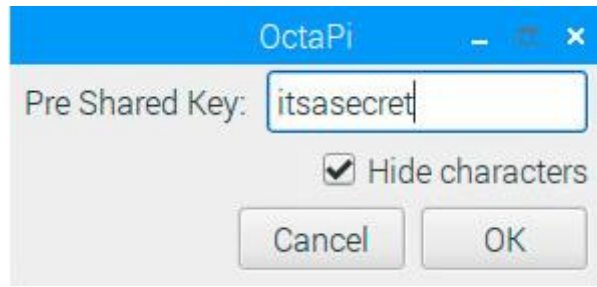 OctaPi
Pre Shared Key: itsasecret
Hide characters
Cancel OK